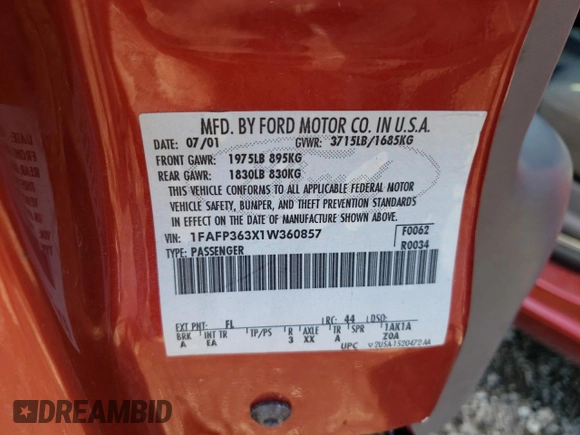 MFD. BY FORD MOTOR CO. IN U.S.A.
DATE: 07/01 GVWR: 3715LB/1685KG
FRONT GAWR: 1975LB 895KG
REAR GAWR: 1830LB 830KG
THIS VEHICLE CONFORMS TO ALL APPLICABLE FEDERAL MOTOR
VEHICLE SAFETY, BUMPER, AND THEFT PREVENTION STANDARDS
IN EFFECT ON THE DATE OF MANUFACTURE SHOWN ABOVE.
VIN: 1FAFP363X1W360857 F0062
TYPE: PASSENGER R0034
EXT PNT: FL RC: 44 DSO:
BRK INT TR TP/PS R AXLE TR SPR 1AK1A
A EA 3 XX A Z0A
UPC
DREAMBID